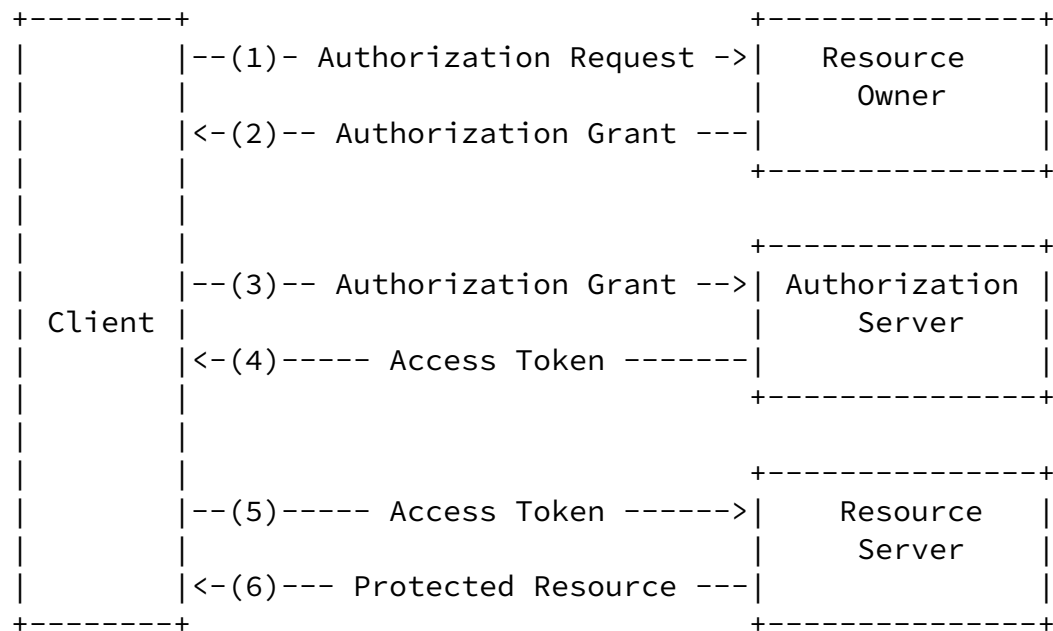 +--------+                               +---------------+
|        |--(1)- Authorization Request ->|   Resource    |
|        |                               |     Owner     |
|        |<-(2)-- Authorization Grant ---|               |
|        |                               +---------------+
|        |
|        |                               +---------------+
|        |--(3)-- Authorization Grant -->| Authorization |
| Client |                               |     Server    |
|        |<-(4)----- Access Token -------|               |
|        |                               +---------------+
|        |
|        |                               +---------------+
|        |--(5)----- Access Token ------>|    Resource   |
|        |                               |     Server    |
|        |<-(6)--- Protected Resource ---|               |
+--------+                               +---------------+